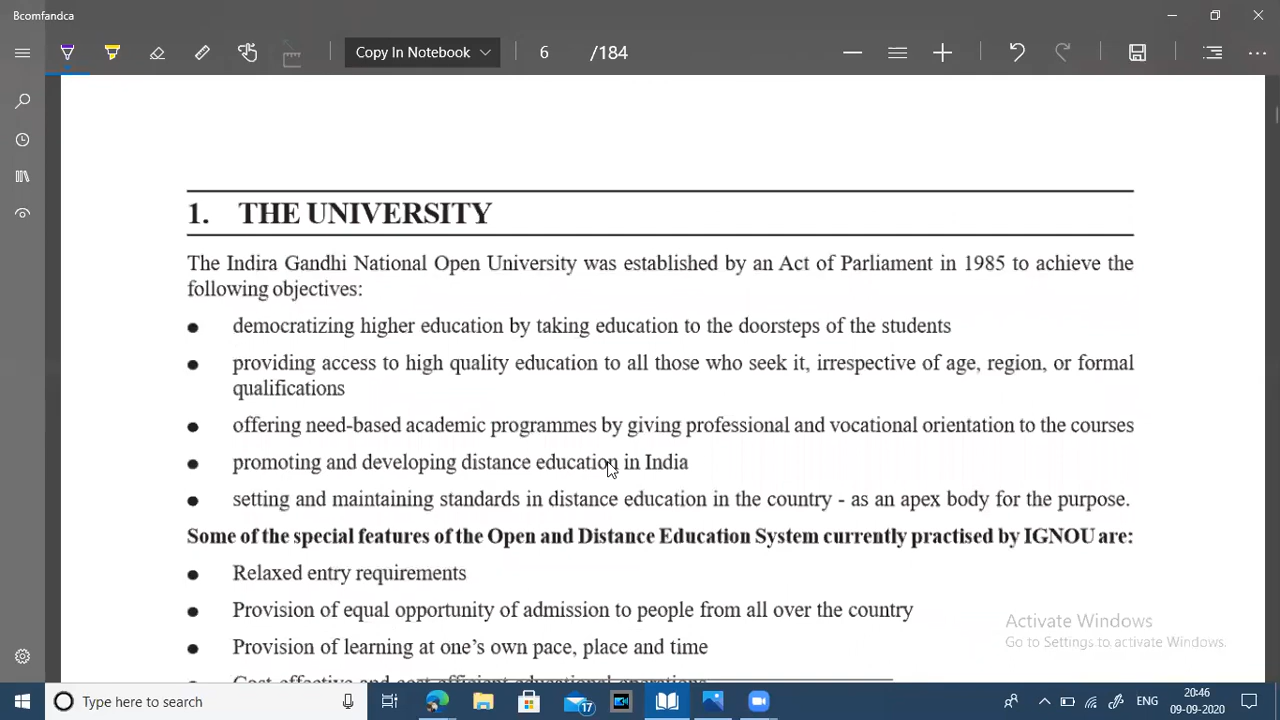 Bcomfandca
Copy In Notebook
6 /184
1. THE UNIVERSITY
The Indira Gandhi National Open University was established by an Act of Parliament in 1985 to achieve the
following objectives:
● democratizing higher education by taking education to the doorsteps of the students
● providing access to high quality education to all those who seek it, irrespective of age, region, or formal
qualifications
● offering need-based academic programmes by giving professional and vocational orientation to the courses
● promoting and developing distance education in India
● setting and maintaining standards in distance education in the country - as an apex body for the purpose.
Some of the special features of the Open and Distance Education System currently practised by IGNOU are:
● Relaxed entry requirements
● Provision of equal opportunity of admission to people from all over the country
● Provision of learning at one's own pace, place and time
● Cost-effective and cost-efficient educational operations
Activate Windows
Go to Settings to activate Windows.
Type here to search
17
ENG
20:46
09-09-2020